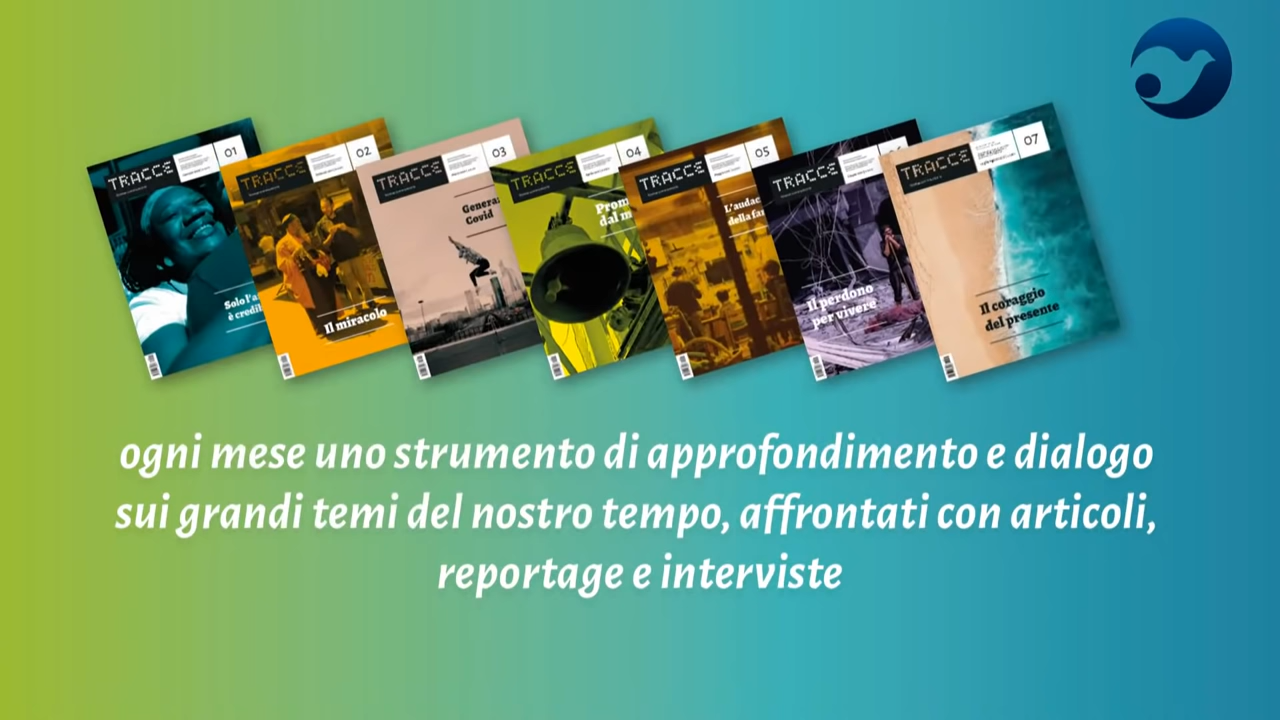 TRACCE
01
Solo l'a
è credi
TRACCE
02
Il miracolo
TRACCE
03
Genera
Covid
TRACCE
04
Prom
dal m
TRACCE
05
L'audac
della fa
TRACCE
Il perdono
per vivere
TRACCE
07
Il coraggio
del presente
ogni mese uno strumento di approfondimento e dialogo
sui grandi temi del nostro tempo, affrontati con articoli,
reportage e interviste